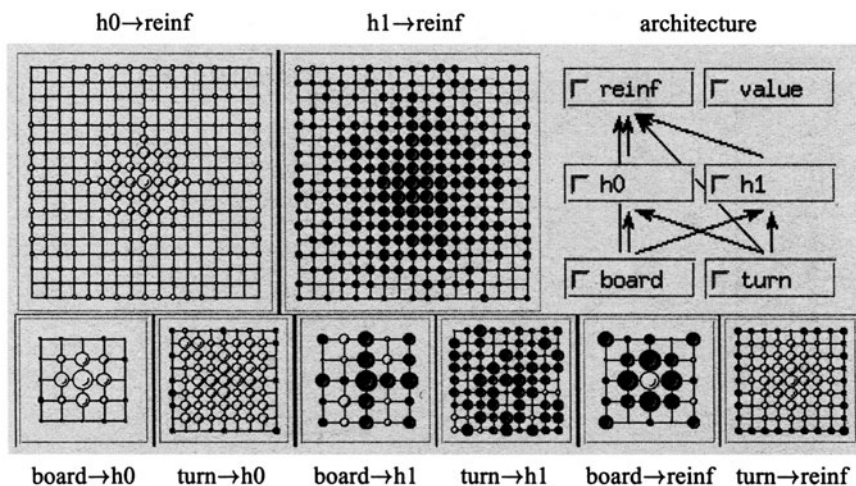 h0→reinf h1→reinf architecture
reinf value
h0 h1
board turn
board→h0 turn→h0 board→h1 turn→h1 board→reinf turn→reinf